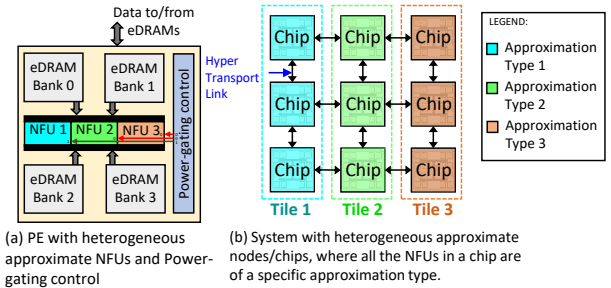 Data to/from
eDRAMs
eDRAM
Bank 0
eDRAM
Bank 1
NFU 1
NFU 2
NFU 3
eDRAM
Bank 2
eDRAM
Bank 3
Power-gating control
(a) PE with heterogeneous
approximate NFUs and Power-
gating control
Hyper
Transport
Link
Chip
Chip
Chip
Chip
Chip
Chip
Chip
Chip
Chip
Tile 1
Tile 2
Tile 3
(b) System with heterogeneous approximate
nodes/chips, where all the NFUs in a chip are
of a specific approximation type.
LEGEND:
Approximation
Type 1
Approximation
Type 2
Approximation
Type 3